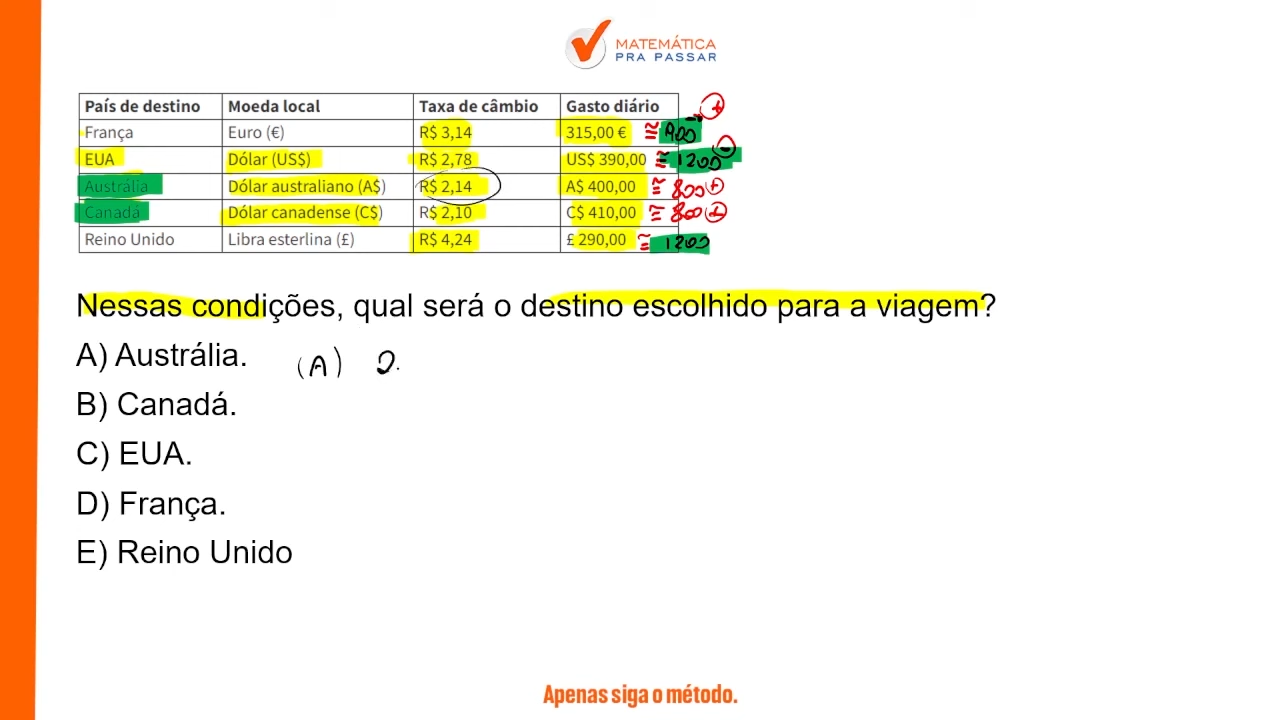 MATEMÁTICA
PRA PASSAR
País de destino Moeda local Taxa de câmbio Gasto diário +
França Euro (€) R$ 3,14 315,00 € ≅ 900
EUA Dólar (US$) R$ 2,78 US$ 390,00 ≅ 1200 -
Austrália Dólar australiano (A$) R$ 2,14 A$ 400,00 ≅ 800 +
Canadá Dólar canadense (C$) R$ 2,10 C$ 410,00 ≅ 800 +
Reino Unido Libra esterlina (£) R$ 4,24 £ 290,00 ≅ 1200
Nessas condições, qual será o destino escolhido para a viagem?
A) Austrália. (A) 2.
B) Canadá.
C) EUA.
D) França.
E) Reino Unido
Apenas siga o método.